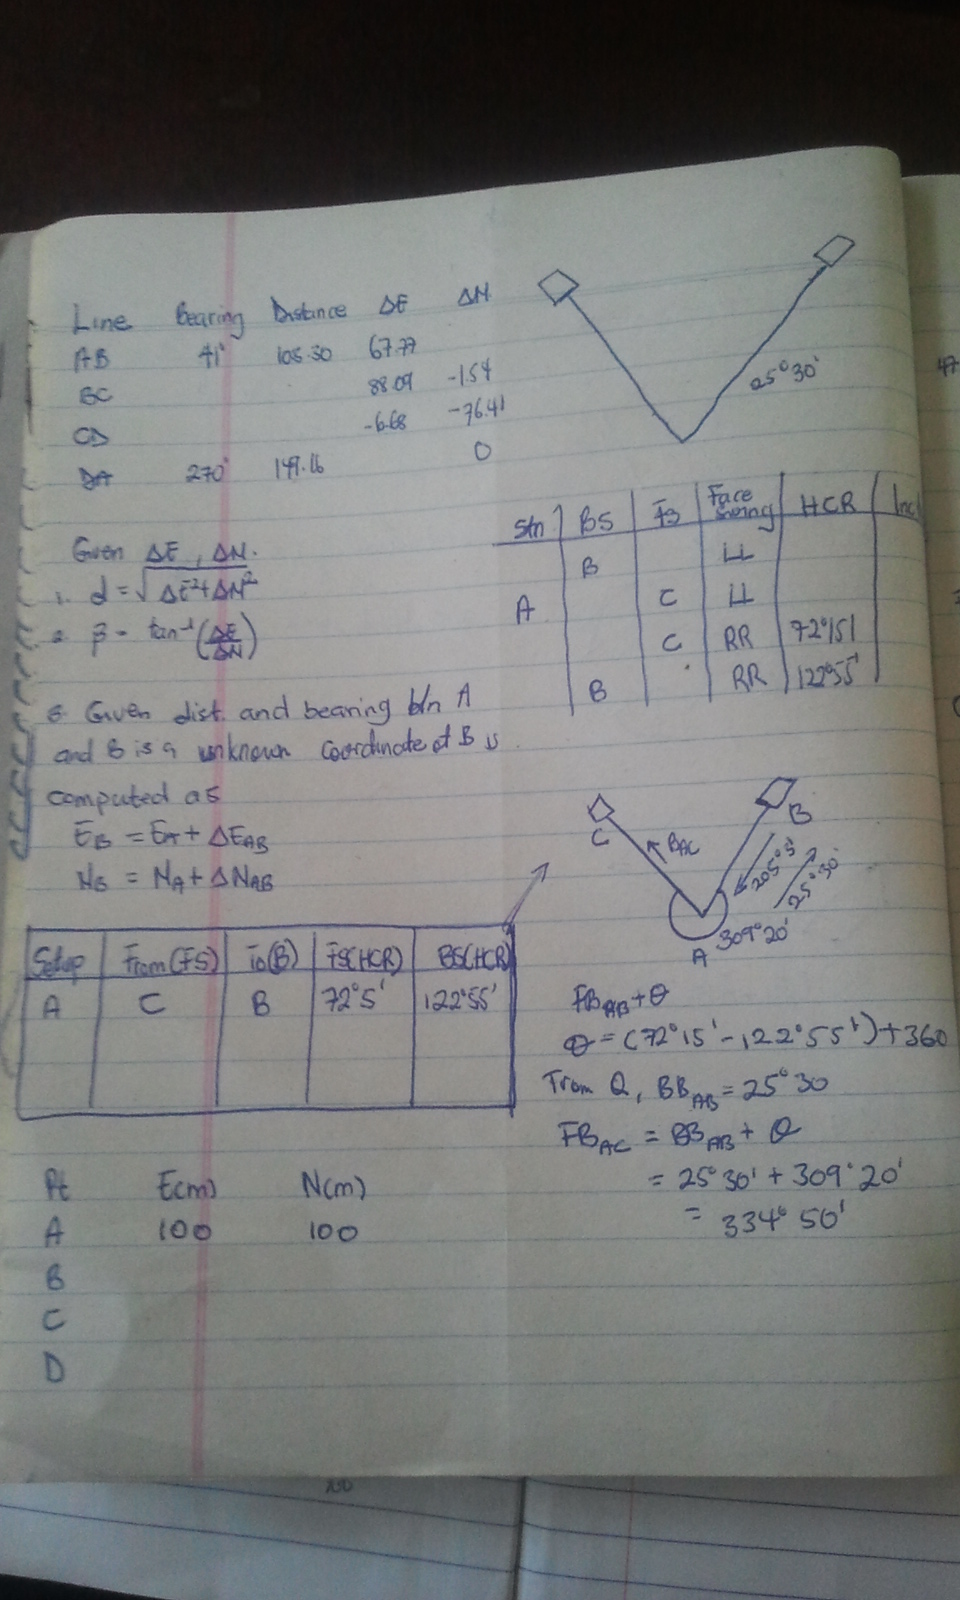 Line Bearing Distance ΔE ΔN
AB 41° 103.30 67.77
BC 88.09 -1.54
CD -6.68 -76.41
DA 270° 149.16 0
Given ΔE, ΔN.
1. d = √ΔE²+ΔN²
2. β = tan⁻¹(ΔE/ΔN)
Given dist. and bearing b/n A
and B is a unknown coordinate of B is
computed as
EB = EA + ΔEAB
NB = NA + ΔNAB
Setup From(FS) To(B) FS(HCR) BS(HCR)
A C B 72°5' 122°55'
Pt E(m) N(m)
A 100 100
B
C
D
25°30'
Stn BS FS Face Swing HCR Incl
B LL
A C LL
C RR 72°151
B RR 122°55'
C
BAC
B
205°5'
25°30'
309°20'
A
FBAB + θ
θ = (72°15' - 122°55') + 360
From Q, BBAB = 25°30
FBAC = BBAB + θ
= 25°30' + 309°20'
= 334°50'
47